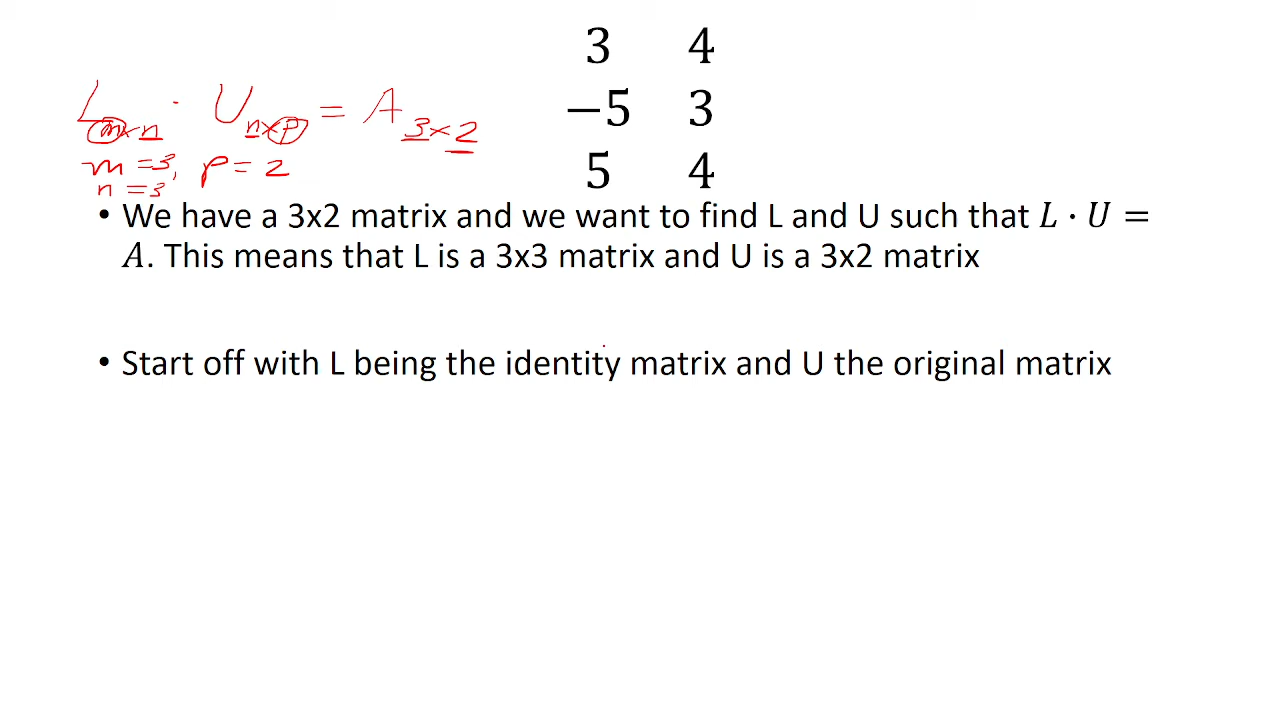 3 4
−5 3
5 4
L m×n · U n×p = A 3×2
m = 3, p = 2
n = 3
• We have a 3x2 matrix and we want to find L and U such that L · U =
A. This means that L is a 3x3 matrix and U is a 3x2 matrix
• Start off with L being the identity matrix and U the original matrix